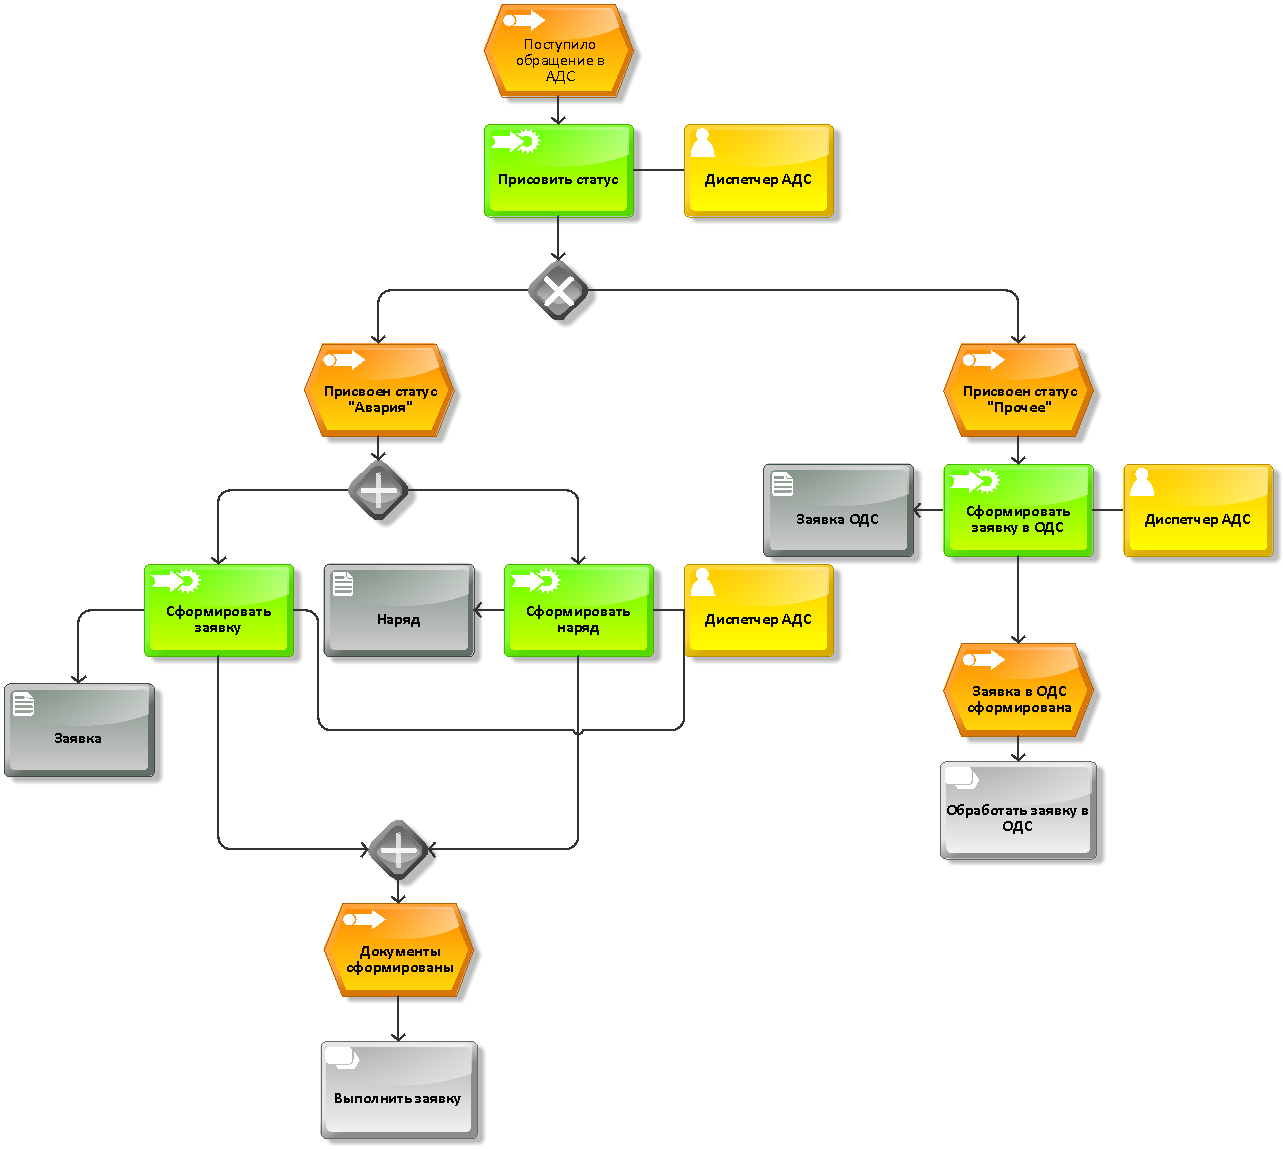 Поступило
обращение в
АДС
Присовить статус
Диспетчер АДС
Присвоен статус
"Авария"
Присвоен статус
"Прочее"
Заявка ОДС
Сформировать
заявку в ОДС
Диспетчер АДС
Сформировать
заявку
Наряд
Сформировать
наряд
Диспетчер АДС
Заявка
Заявка в ОДС
сформирована
Обработать заявку в
ОДС
Документы
сформированы
Выполнить заявку